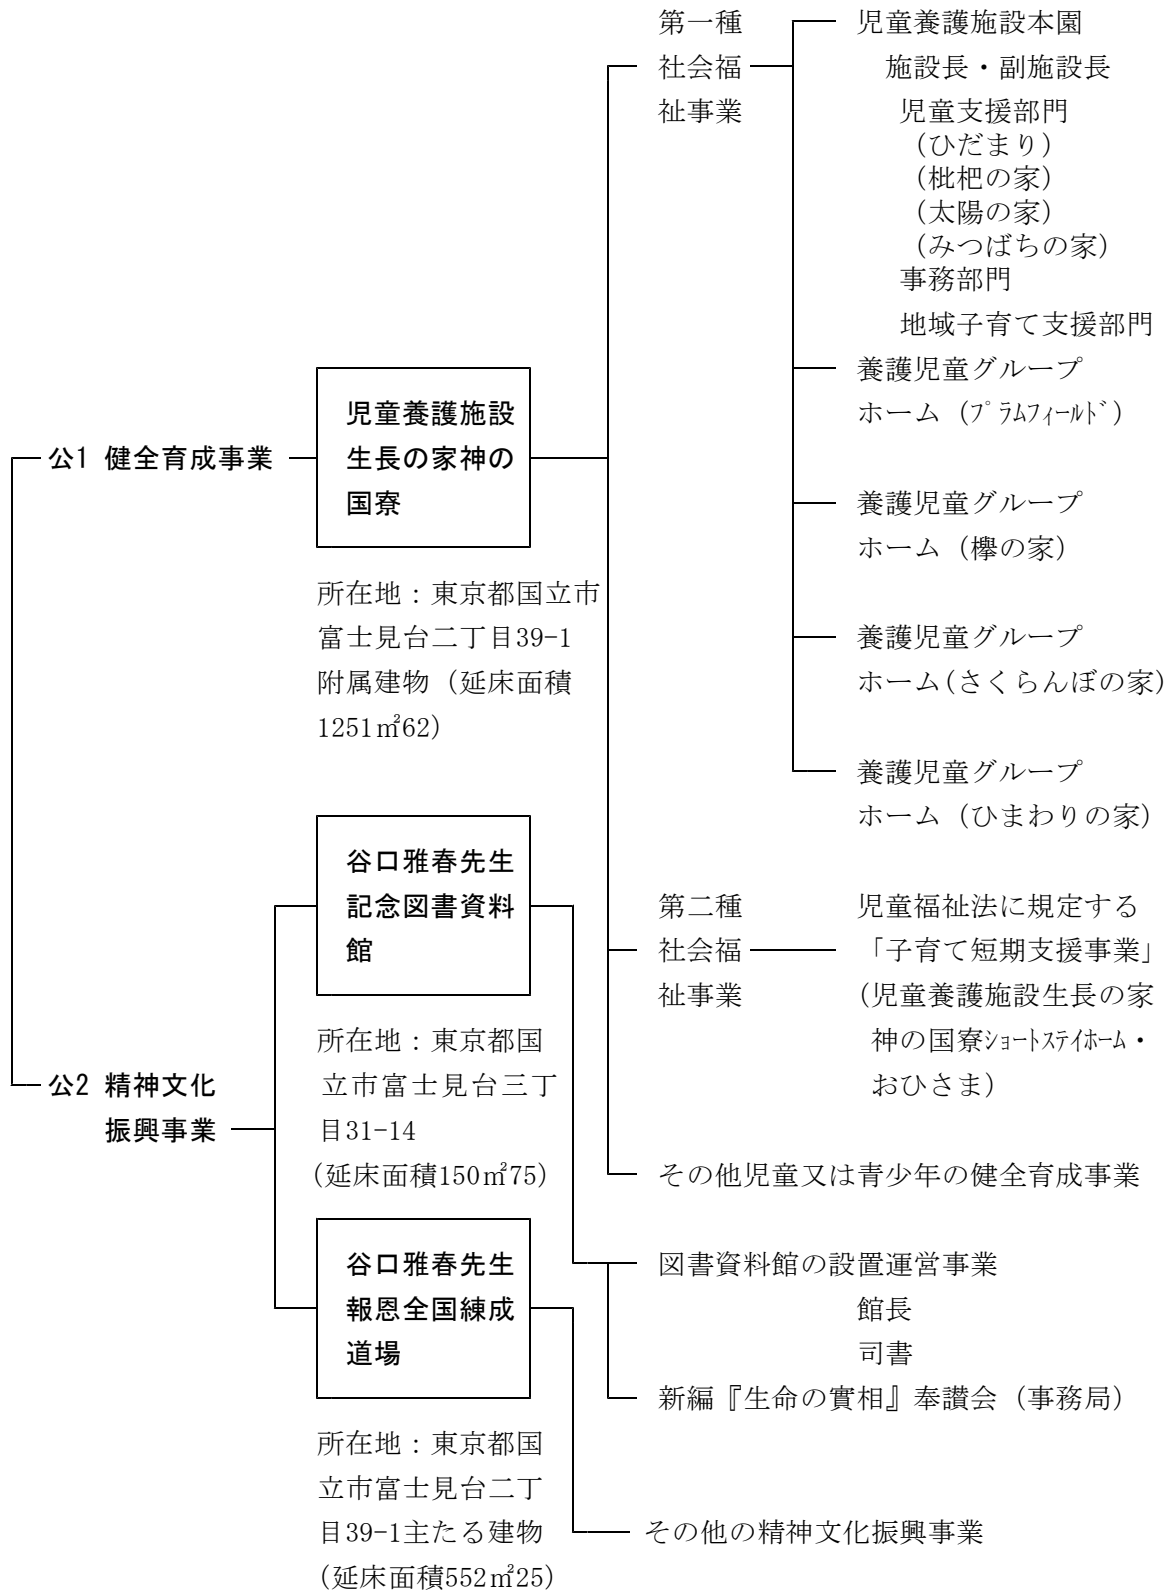 公1 健全育成事業
児童養護施設
生長の家神の
国寮
所在地：東京都国立市
富士見台二丁目39-1
附属建物（延床面積
1251㎡62）
第一種
社会福
祉事業
児童養護施設本園
施設長・副施設長
児童支援部門
（ひだまり）
（枇杷の家）
（太陽の家）
（みつばちの家）
事務部門
地域子育て支援部門
養護児童グループ
ホーム（ﾌﾟﾗﾑﾌｨｰﾙﾄﾞ）
養護児童グループ
ホーム（欅の家）
養護児童グループ
ホーム（さくらんぼの家）
養護児童グループ
ホーム（ひまわりの家）
第二種
社会福
祉事業
児童福祉法に規定する
「子育て短期支援事業」
（児童養護施設生長の家
神の国寮ｼｮｰﾄｽﾃｲﾎｰﾑ・
おひさま）
その他児童又は青少年の健全育成事業
公2 精神文化
振興事業
谷口雅春先生
記念図書資料
館
所在地：東京都国
立市富士見台三丁
目31-14
（延床面積150㎡75）
図書資料館の設置運営事業
館長
司書
新編『生命の實相』奉讃会（事務局）
谷口雅春先生
報恩全国練成
道場
所在地：東京都国
立市富士見台二丁
目39-1主たる建物
（延床面積552㎡25）
その他の精神文化振興事業